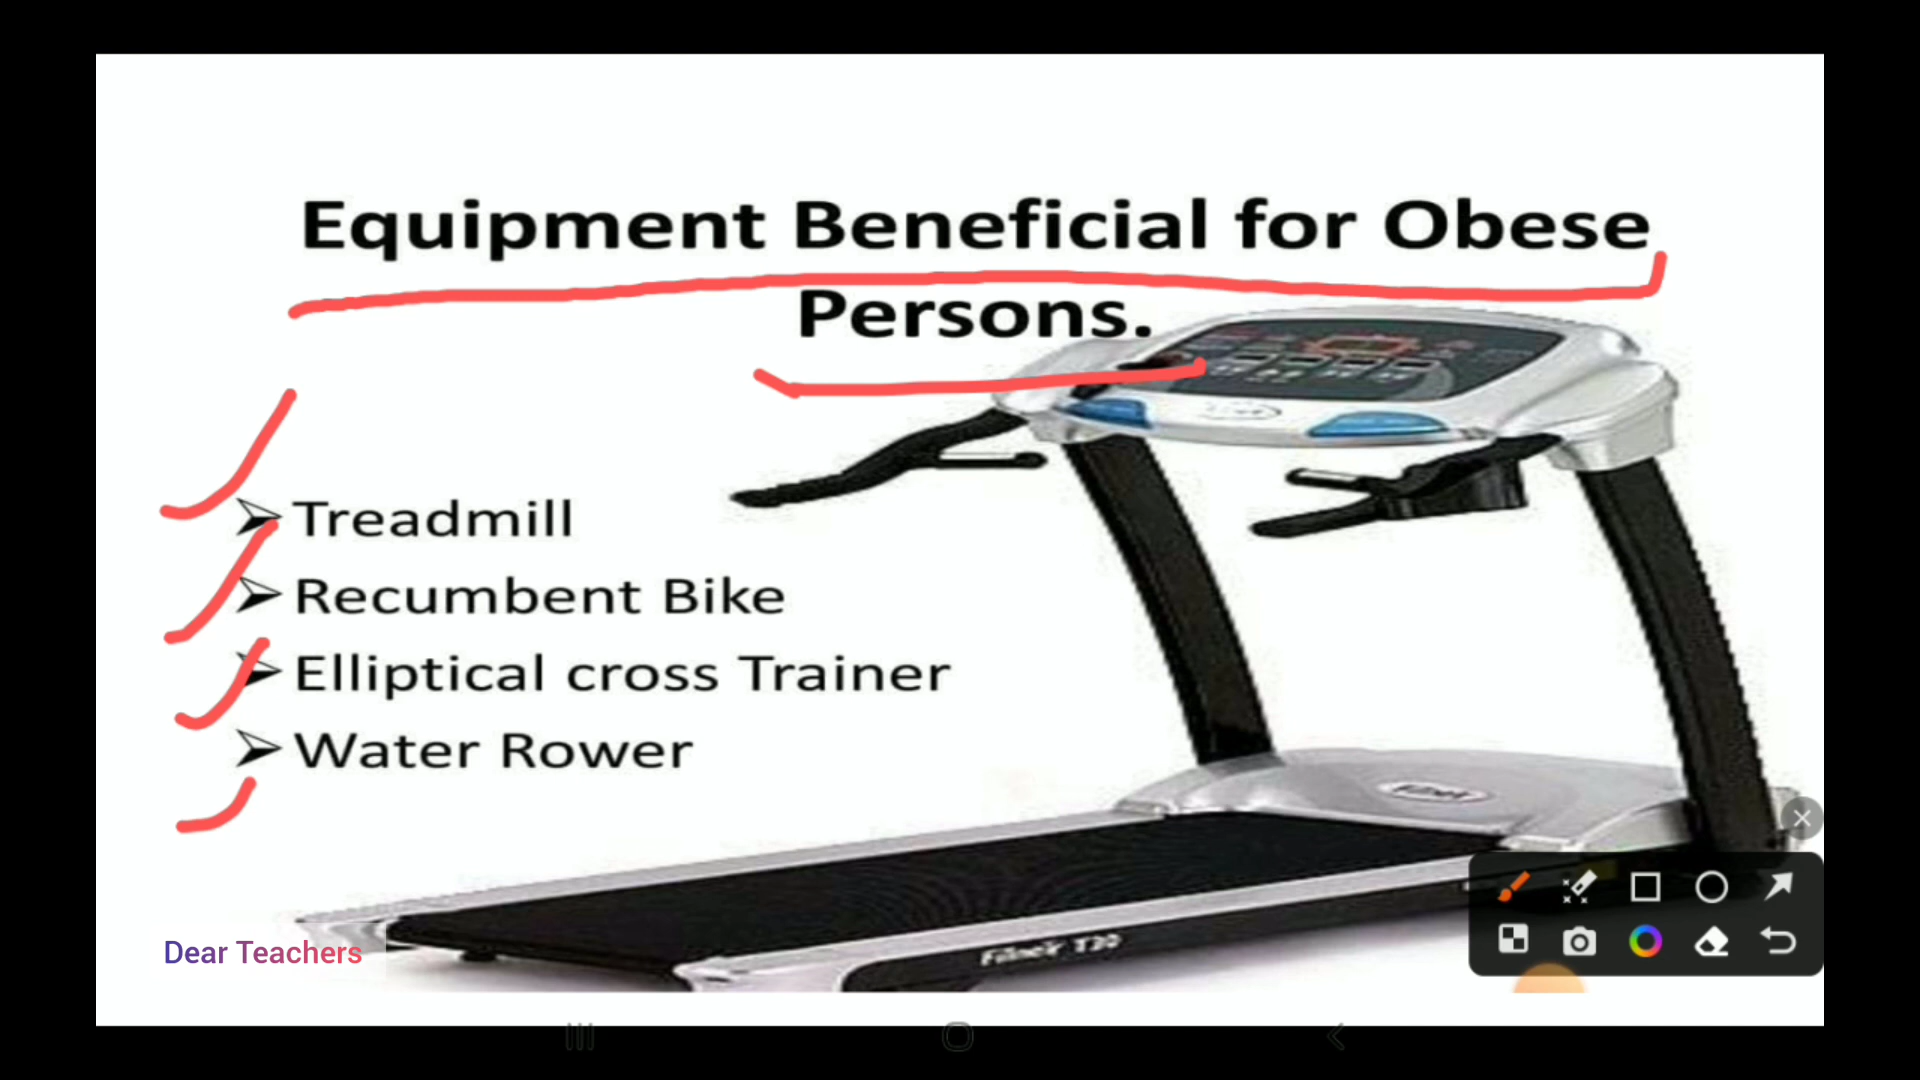 Equipment Beneficial for Obese
Persons.
Treadmill
Recumbent Bike
Elliptical cross Trainer
Water Rower
Dear Teachers